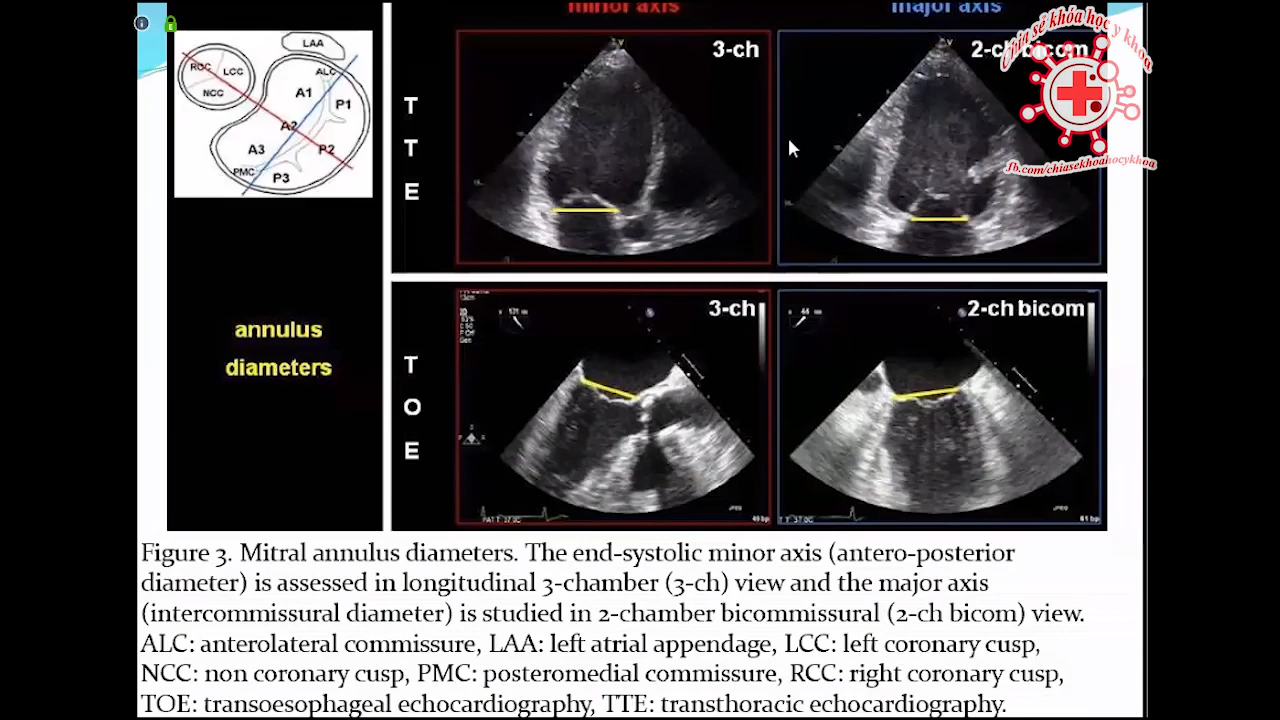 minor axis
major axis
LAA
RCC
LCC
NCC
ALC
A1
P1
A2
P2
A3
PMC
P3
T
T
E
3-ch
2-ch bicom
Chia sẻ khóa học y khoa
fb.com/chiasekhoahocykhoa
annulus
diameters
T
O
E
3-ch
2-ch bicom
Figure 3. Mitral annulus diameters. The end-systolic minor axis (antero-posterior
diameter) is assessed in longitudinal 3-chamber (3-ch) view and the major axis
(intercommissural diameter) is studied in 2-chamber bicommissural (2-ch bicom) view.
ALC: anterolateral commissure, LAA: left atrial appendage, LCC: left coronary cusp,
NCC: non coronary cusp, PMC: posteromedial commissure, RCC: right coronary cusp,
TOE: transoesophageal echocardiography, TTE: transthoracic echocardiography.